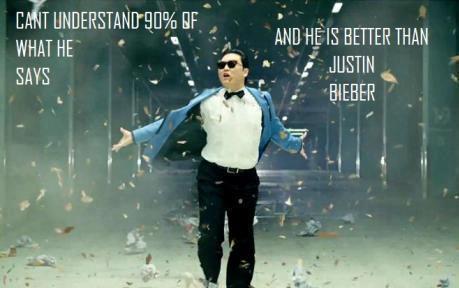 CANT UNDERSTAND 90% OF
WHAT HE
SAYS
AND HE IS BETTER THAN
JUSTIN
BIEBER